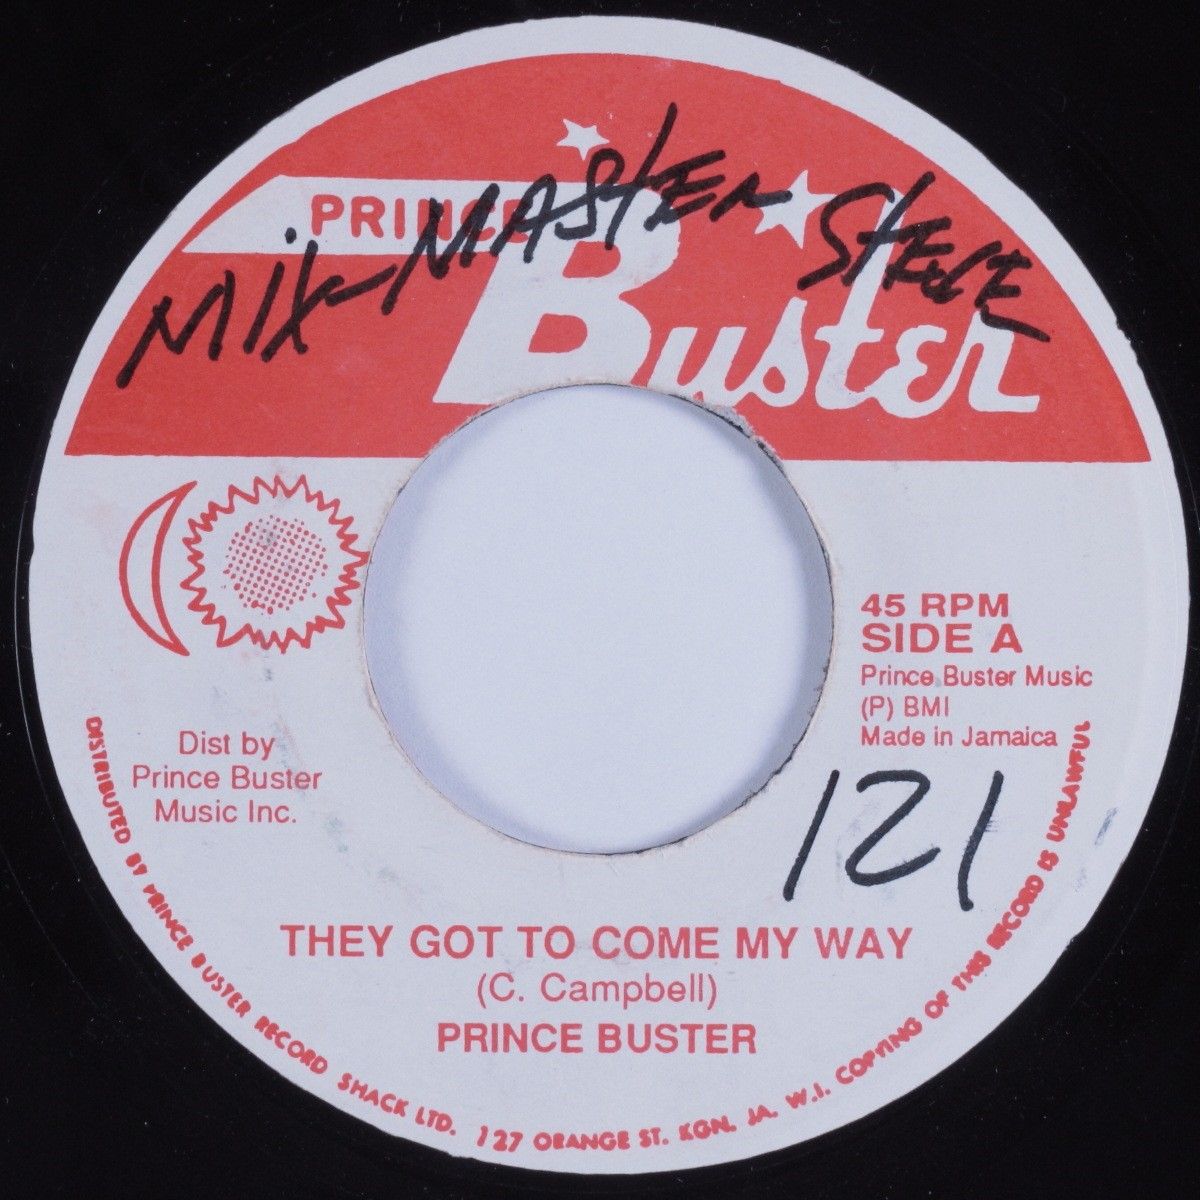 MIX-MASTER STEVE
PRINCE
Buster
45 RPM
SIDE A
Prince Buster Music
(P) BMI
Made in Jamaica
Dist by
Prince Buster
Music Inc.
121
THEY GOT TO COME MY WAY
(C. Campbell)
PRINCE BUSTER
DISTRIBUTED BY PRINCE BUSTER RECORD SHACK LTD. 127 ORANGE ST. KGN. JA. W.I. COPYING OF THIS RECORD IS UNLAWFUL